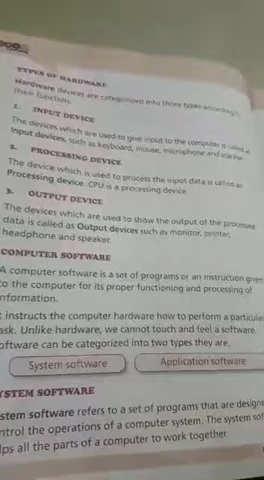 TYPES OF HARDWARE
Hardware devices are categorized into three types according
their function.
1. INPUT DEVICE
The devices which are used to give input to the computer is called a
Input devices, such as keyboard, mouse, microphone and scanner
2. PROCESSING DEVICE
The device which is used to process the input data is called as
Processing device. CPU is a processing device.
3. OUTPUT DEVICE
The devices which are used to show the output of the processed
data is called as Output devices such as monitor, printer,
headphone and speaker.
COMPUTER SOFTWARE
A computer software is a set of programs or an instruction given
to the computer for its proper functioning and processing of
nformation.
t instructs the computer hardware how to perform a particular
ask. Unlike hardware, we cannot touch and feel a software.
oftware can be categorized into two types they are.
System software Application software
YSTEM SOFTWARE
stem software refers to a set of programs that are designe
ntrol the operations of a computer system. The system sof
lps all the parts of a computer to work together.